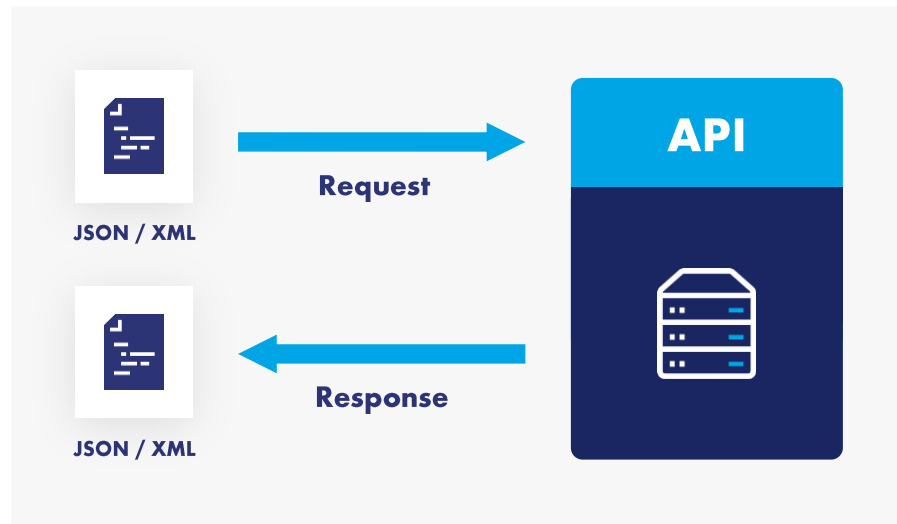 API
Request
JSON / XML
Response
JSON / XML